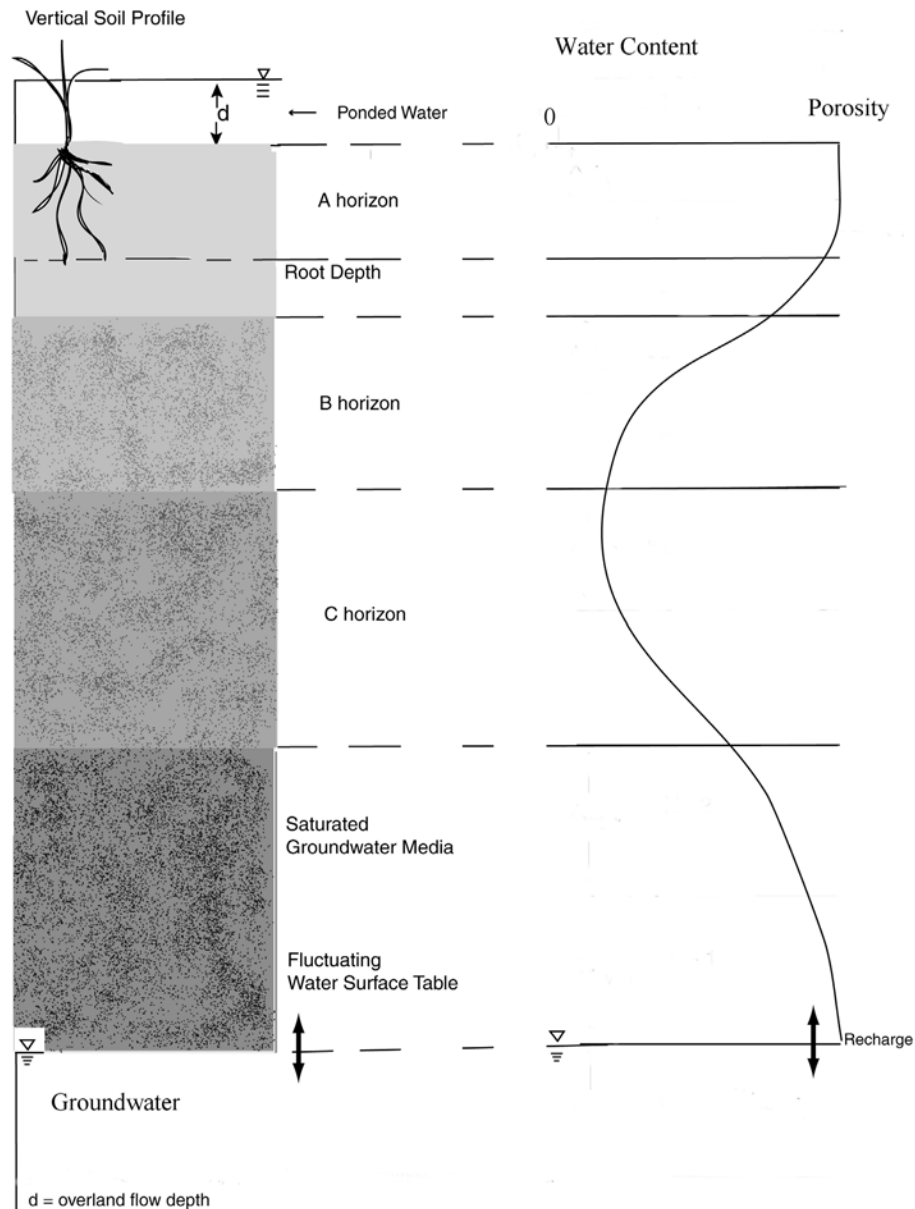 Vertical Soil Profile
Water Content
d
Ponded Water
0
Porosity
A horizon
Root Depth
B horizon
C horizon
Saturated
Groundwater Media
Fluctuating
Water Surface Table
Recharge
Groundwater
d = overland flow depth